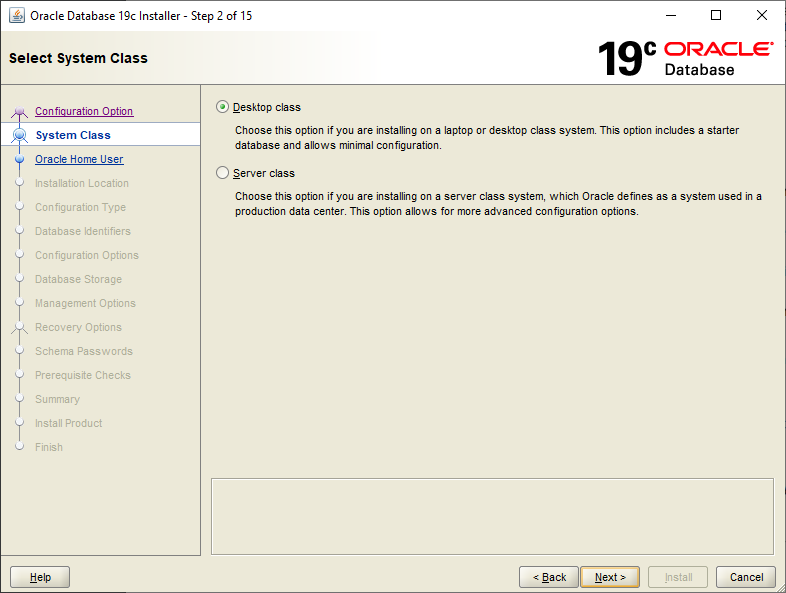 Oracle Database 19c Installer - Step 2 of 15
Select System Class
19c ORACLE
Database
Configuration Option
System Class
Oracle Home User
Installation Location
Configuration Type
Database Identifiers
Configuration Options
Database Storage
Management Options
Recovery Options
Schema Passwords
Prerequisite Checks
Summary
Install Product
Finish
Desktop class
Choose this option if you are installing on a laptop or desktop class system. This option includes a starter
database and allows minimal configuration.
Server class
Choose this option if you are installing on a server class system, which Oracle defines as a system used in a
production data center. This option allows for more advanced configuration options.
Help
< Back
Next >
Install
Cancel